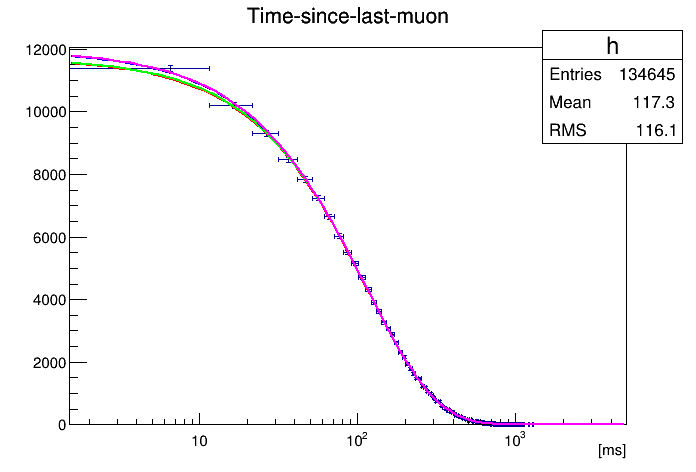 Time-since-last-muon
h
Entries 134645
Mean 117.3
RMS 116.1
12000
10000
8000
6000
4000
2000
0
10 10² 10³
[ms]